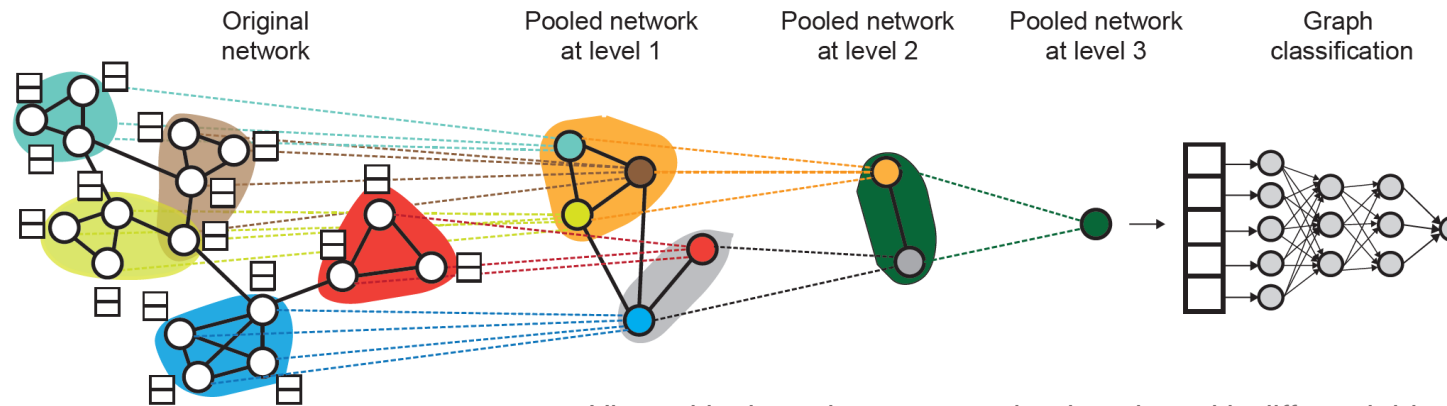 Original
network
Pooled network
at level 1
Pooled network
at level 2
Pooled network
at level 3
Graph
classification